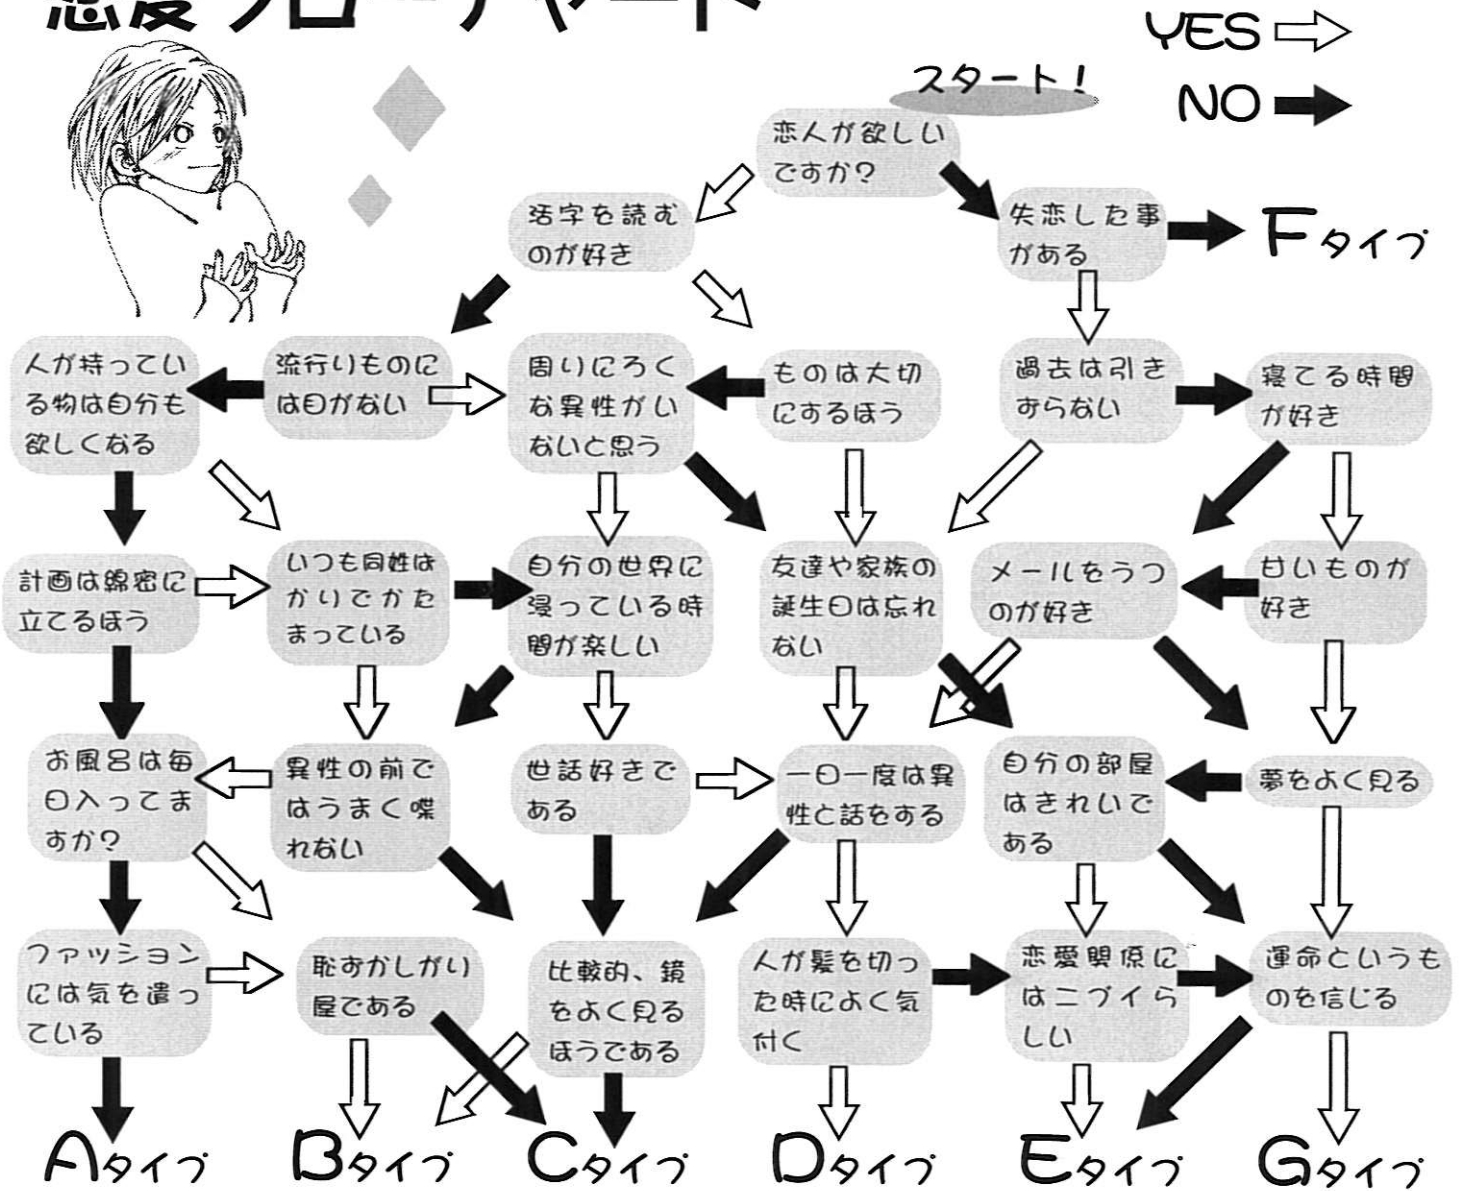 恋愛フローチャート
YES
NO
スタート！
恋人が欲しい
ですか？
活字を読む
のが好き
失恋した事
がある
Fタイプ
人が持ってい
る物は自分も
欲しくなる
流行りものに
は目がない
周りにろく
な異性がい
ないと思う
ものは大切
にするほう
過去は引き
ずらない
寝てる時間
が好き
計画は綿密に
立てるほう
いつも同姓ば
かりでかた
まっている
自分の世界に
浸っている時
間が楽しい
友達や家族の
誕生日は忘れ
ない
メールをうつ
のが好き
甘いものが
好き
お風呂は毎
日入ってま
すか？
異性の前で
はうまく喋
れない
世話好きで
ある
一日一度は異
性と話をする
自分の部屋
はきれいで
ある
夢をよく見る
ファッション
には気を遣っ
ている
恥ずかしがり
屋である
比較的、鏡
をよく見る
ほうである
人が髪を切っ
た時によく気
付く
恋愛関係に
はニブイら
しい
運命というも
のを信じる
Aタイプ
Bタイプ
Cタイプ
Dタイプ
Eタイプ
Gタイプ